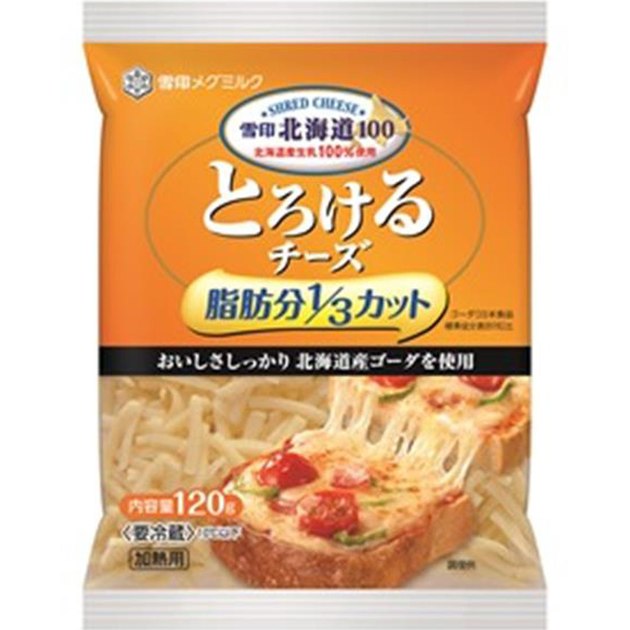 雪印メグミルク
SHRED CHEESE
雪印 北海道100
北海道産生乳100%使用
とろける
チーズ
脂肪分1/3カット
おいしさしっかり 北海道産ゴーダを使用
内容量120g
〈要冷蔵〉
加熱用
調理例